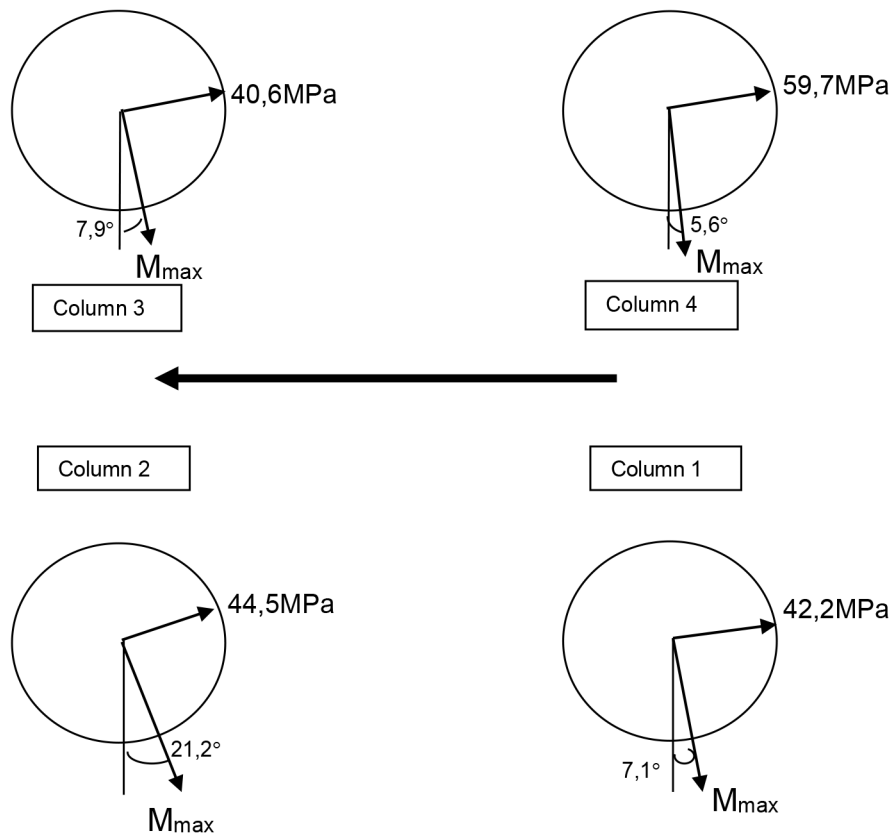 40,6MPa
59,7MPa
7,9°
5,6°
Mmax
Mmax
Column 3
Column 4
Column 2
Column 1
44,5MPa
42,2MPa
21,2°
7,1°
Mmax
Mmax